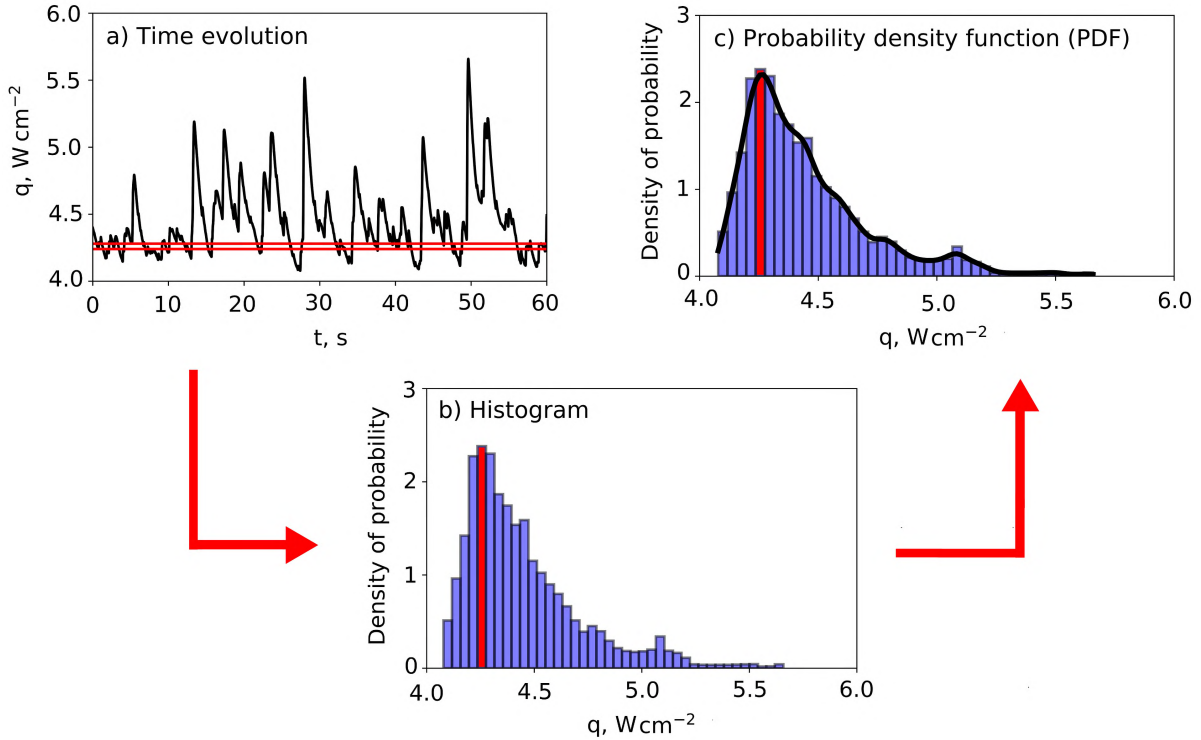 a) Time evolution
6.0
5.5
5.0
4.5
4.0
q, W cm⁻²
0 10 20 30 40 50 60
t, s
c) Probability density function (PDF)
3
2
1
0
Density of probability
4.0 4.5 5.0 5.5 6.0
q, Wcm⁻²
b) Histogram
3
2
1
0
Density of probability
4.0 4.5 5.0 5.5 6.0
q, Wcm⁻²